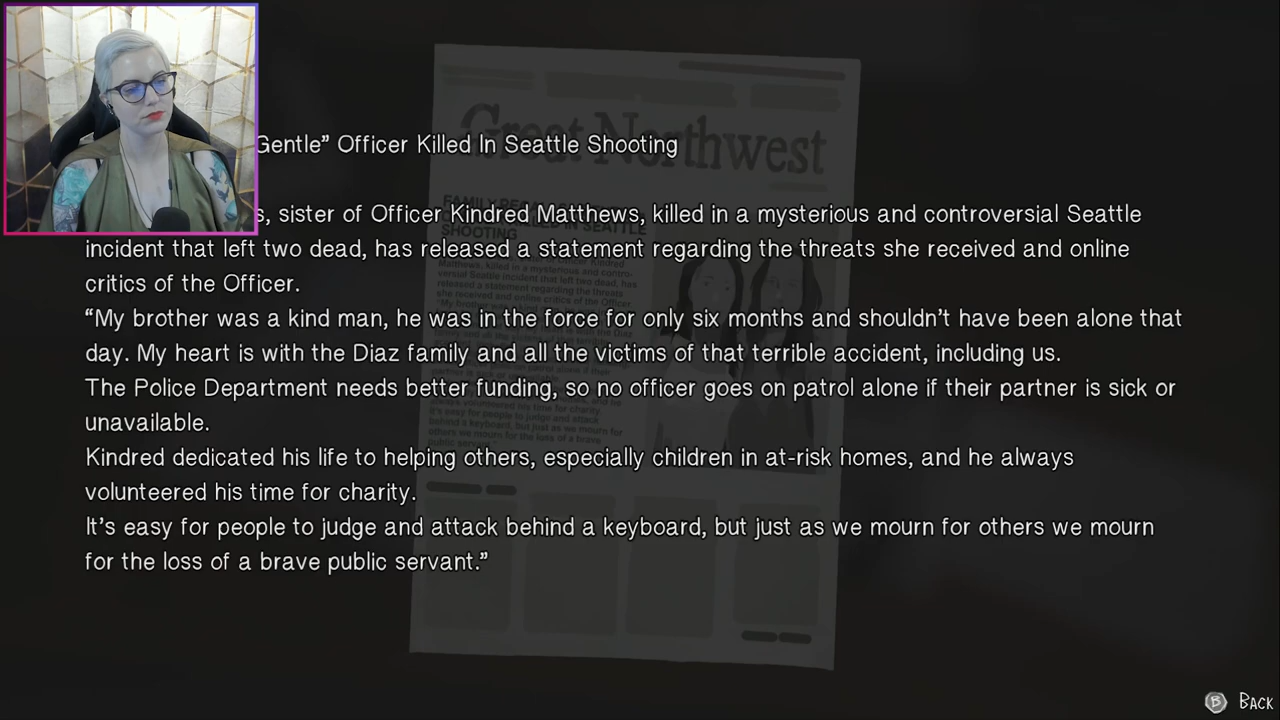 Gentle” Officer Killed In Seattle Shooting
s, sister of Officer Kindred Matthews, killed in a mysterious and controversial Seattle
incident that left two dead, has released a statement regarding the threats she received and online
critics of the Officer.
“My brother was a kind man, he was in the force for only six months and shouldn’t have been alone that
day. My heart is with the Diaz family and all the victims of that terrible accident, including us.
The Police Department needs better funding, so no officer goes on patrol alone if their partner is sick or
unavailable.
Kindred dedicated his life to helping others, especially children in at-risk homes, and he always
volunteered his time for charity.
It’s easy for people to judge and attack behind a keyboard, but just as we mourn for others we mourn
for the loss of a brave public servant.”
Great Northwest
B Back